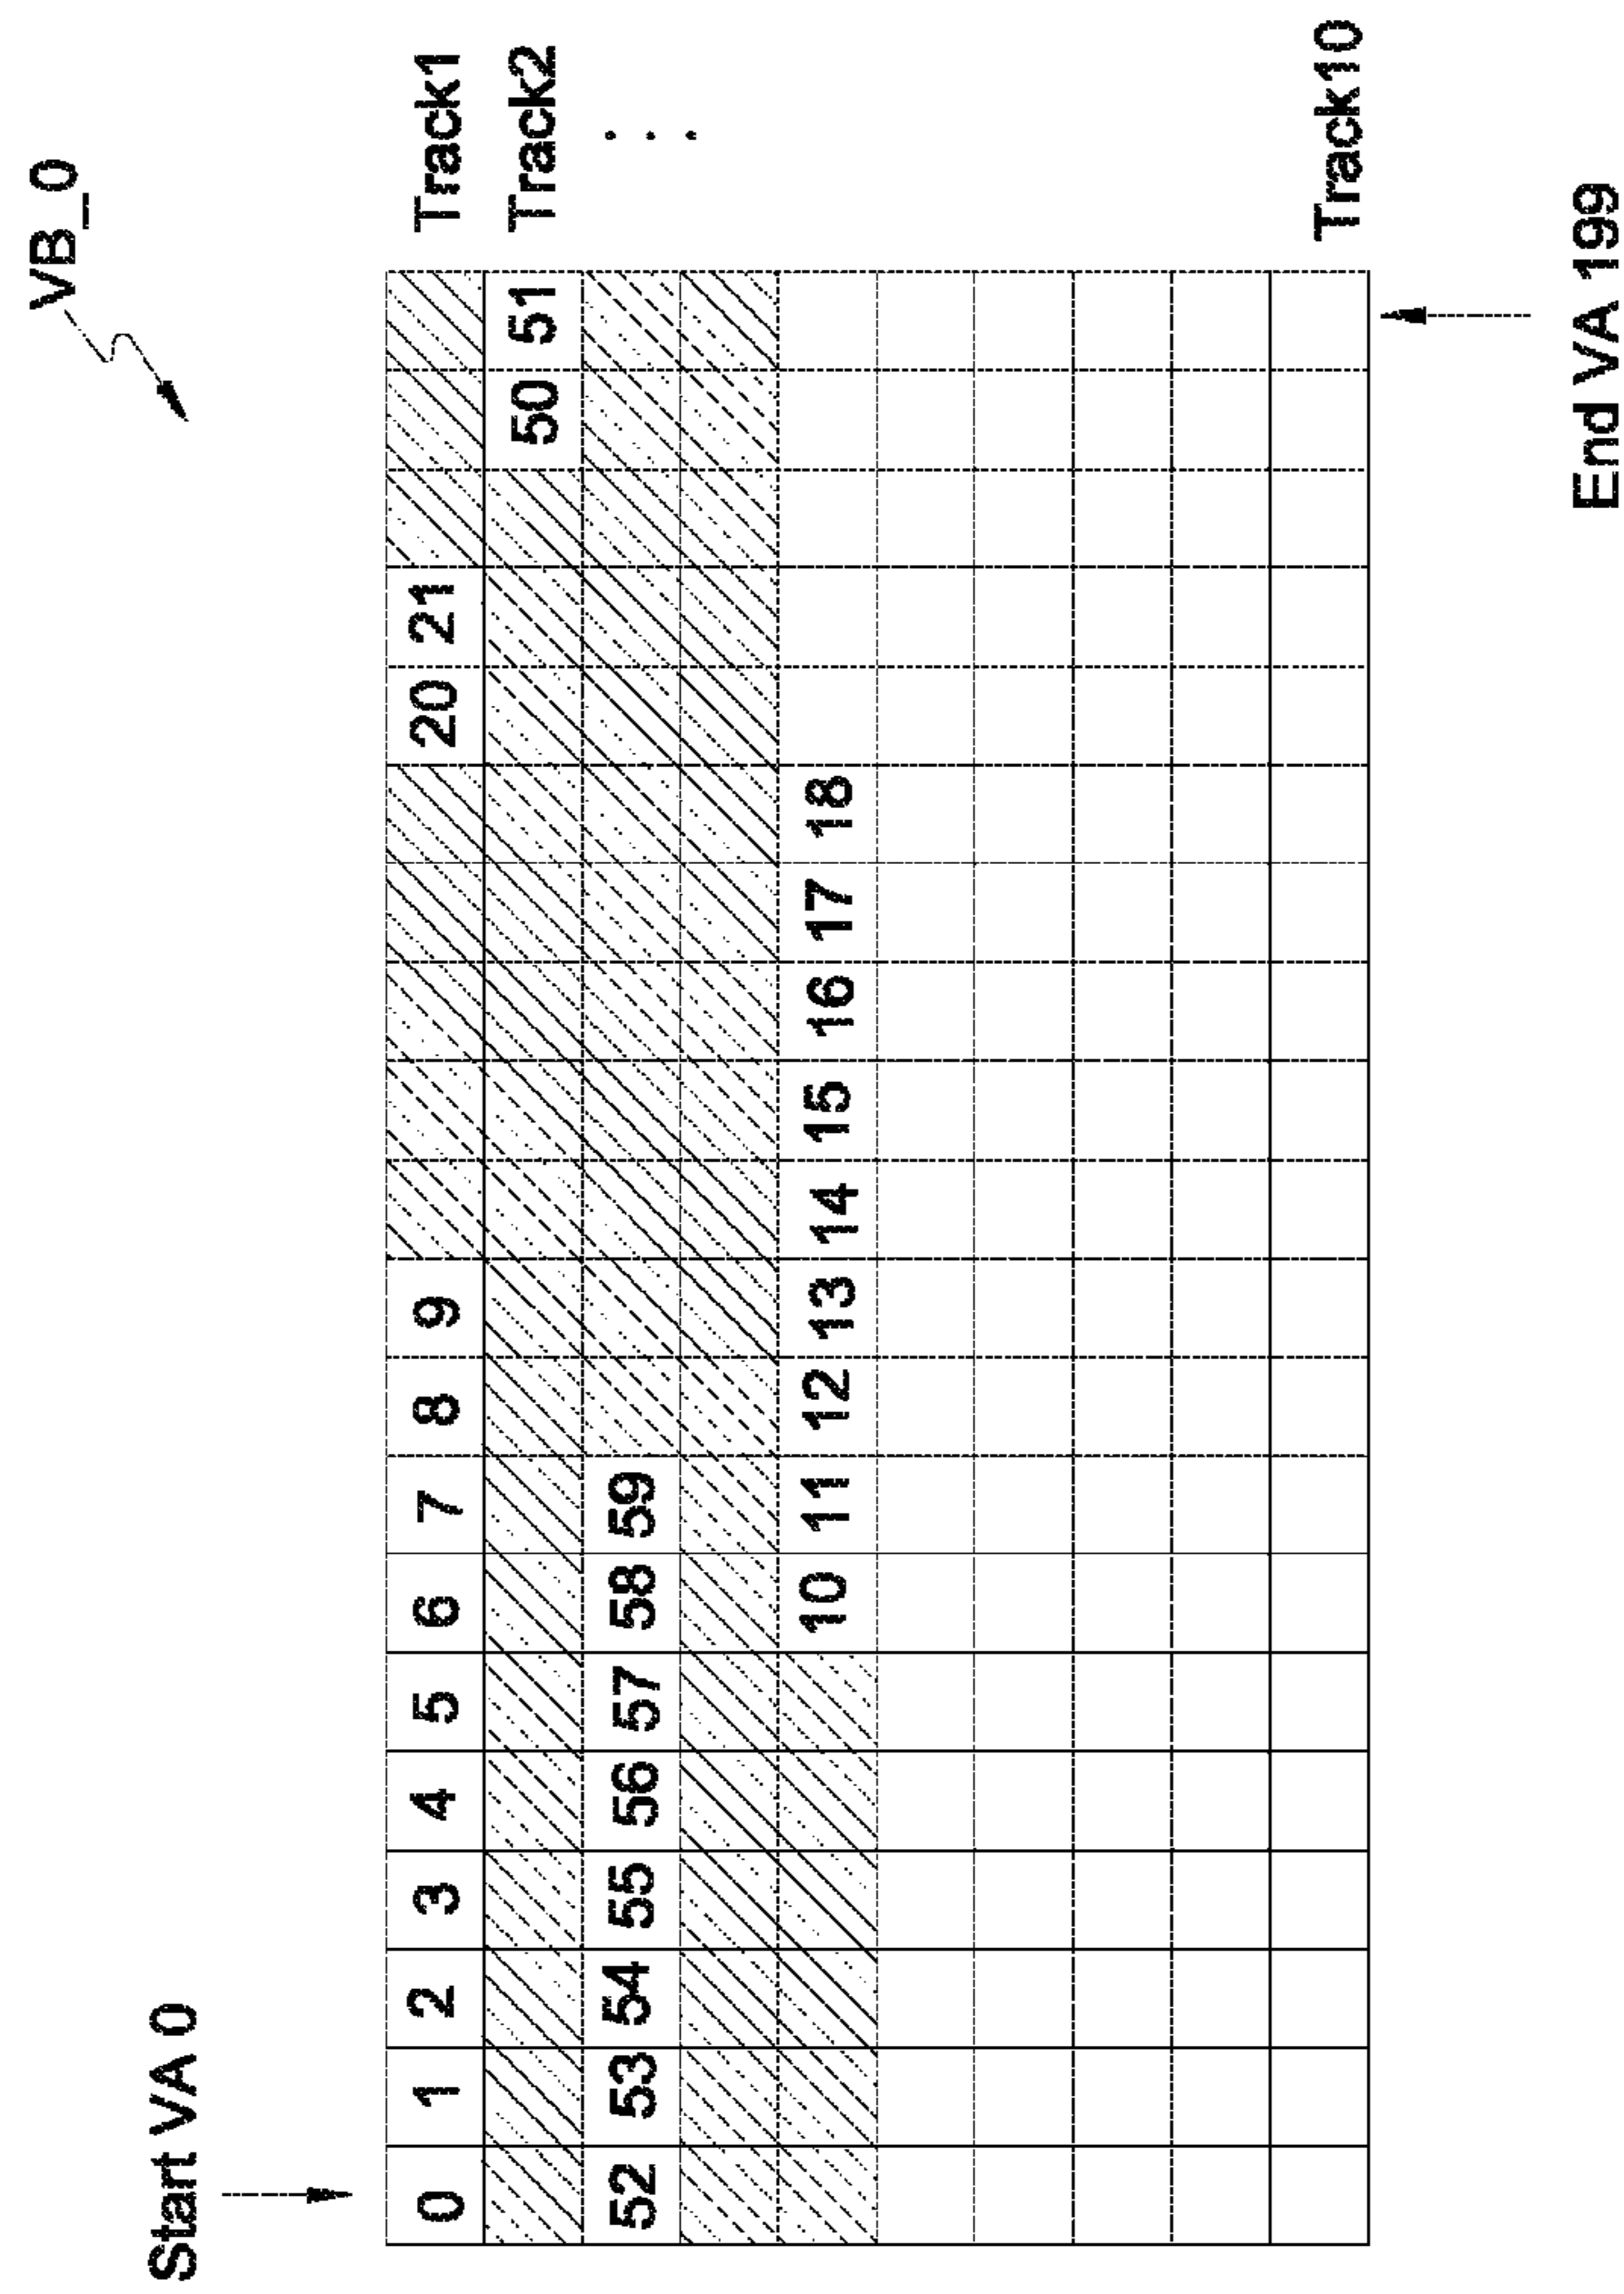 VB_0
Start VA 0
0 1 2 3 4 5 6 7 8 9 20 21 Track1
50 51 Track2
52 53 54 55 56 57 58 59 . . .
10 11 12 13 14 15 16 17 18
Track10
End VA 199